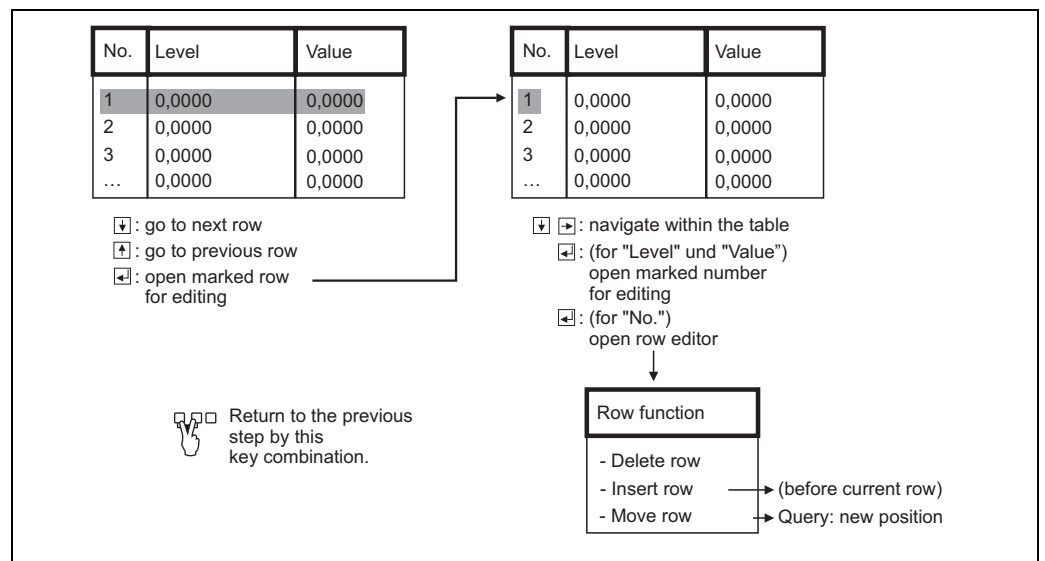 No. Level Value
1 0,0000 0,0000
2 0,0000 0,0000
3 0,0000 0,0000
... 0,0000 0,0000
: go to next row
: go to previous row
: open marked row
for editing
No. Level Value
1 0,0000 0,0000
2 0,0000 0,0000
3 0,0000 0,0000
... 0,0000 0,0000
: navigate within the table
: (for "Level" und "Value”)
open marked number
for editing
: (for "No.")
open row editor
Return to the previous
step by this
key combination.
Row function
- Delete row
- Insert row (before current row)
- Move row Query: new position